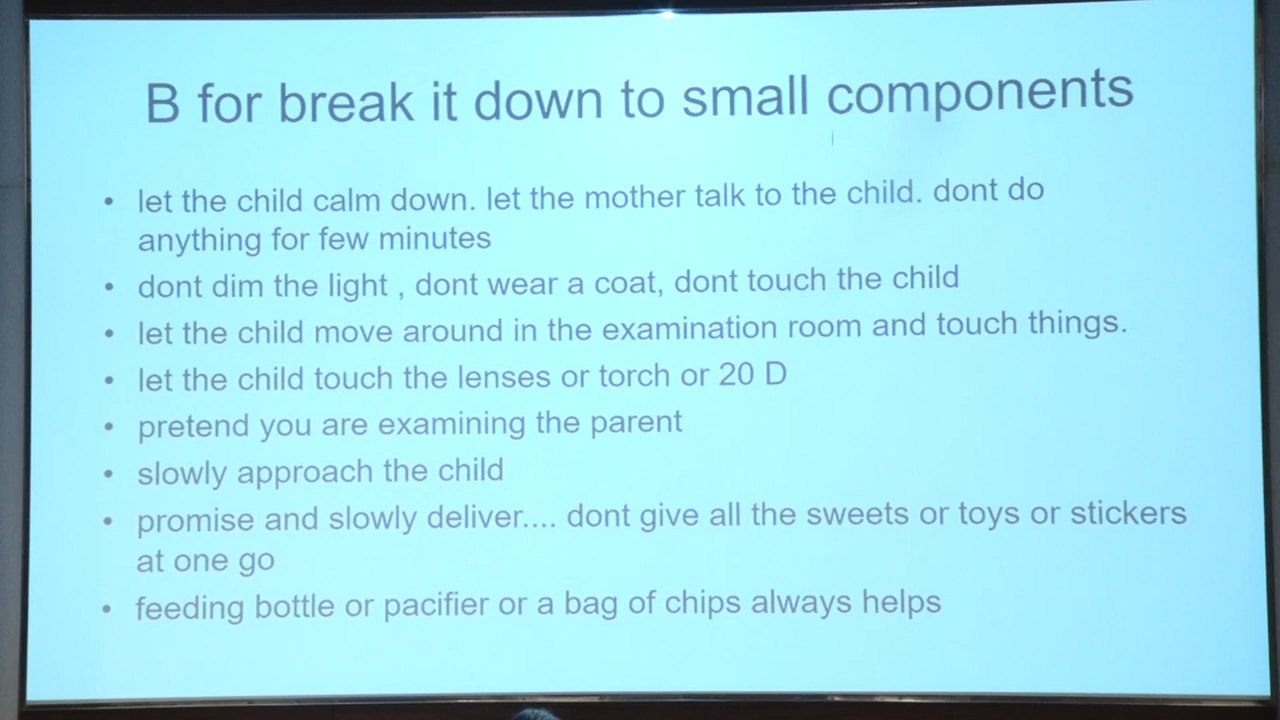 B for break it down to small components
• let the child calm down. let the mother talk to the child. dont do
anything for few minutes
• dont dim the light , dont wear a coat, dont touch the child
• let the child move around in the examination room and touch things.
• let the child touch the lenses or torch or 20 D
• pretend you are examining the parent
• slowly approach the child
• promise and slowly deliver.... dont give all the sweets or toys or stickers
at one go
• feeding bottle or pacifier or a bag of chips always helps